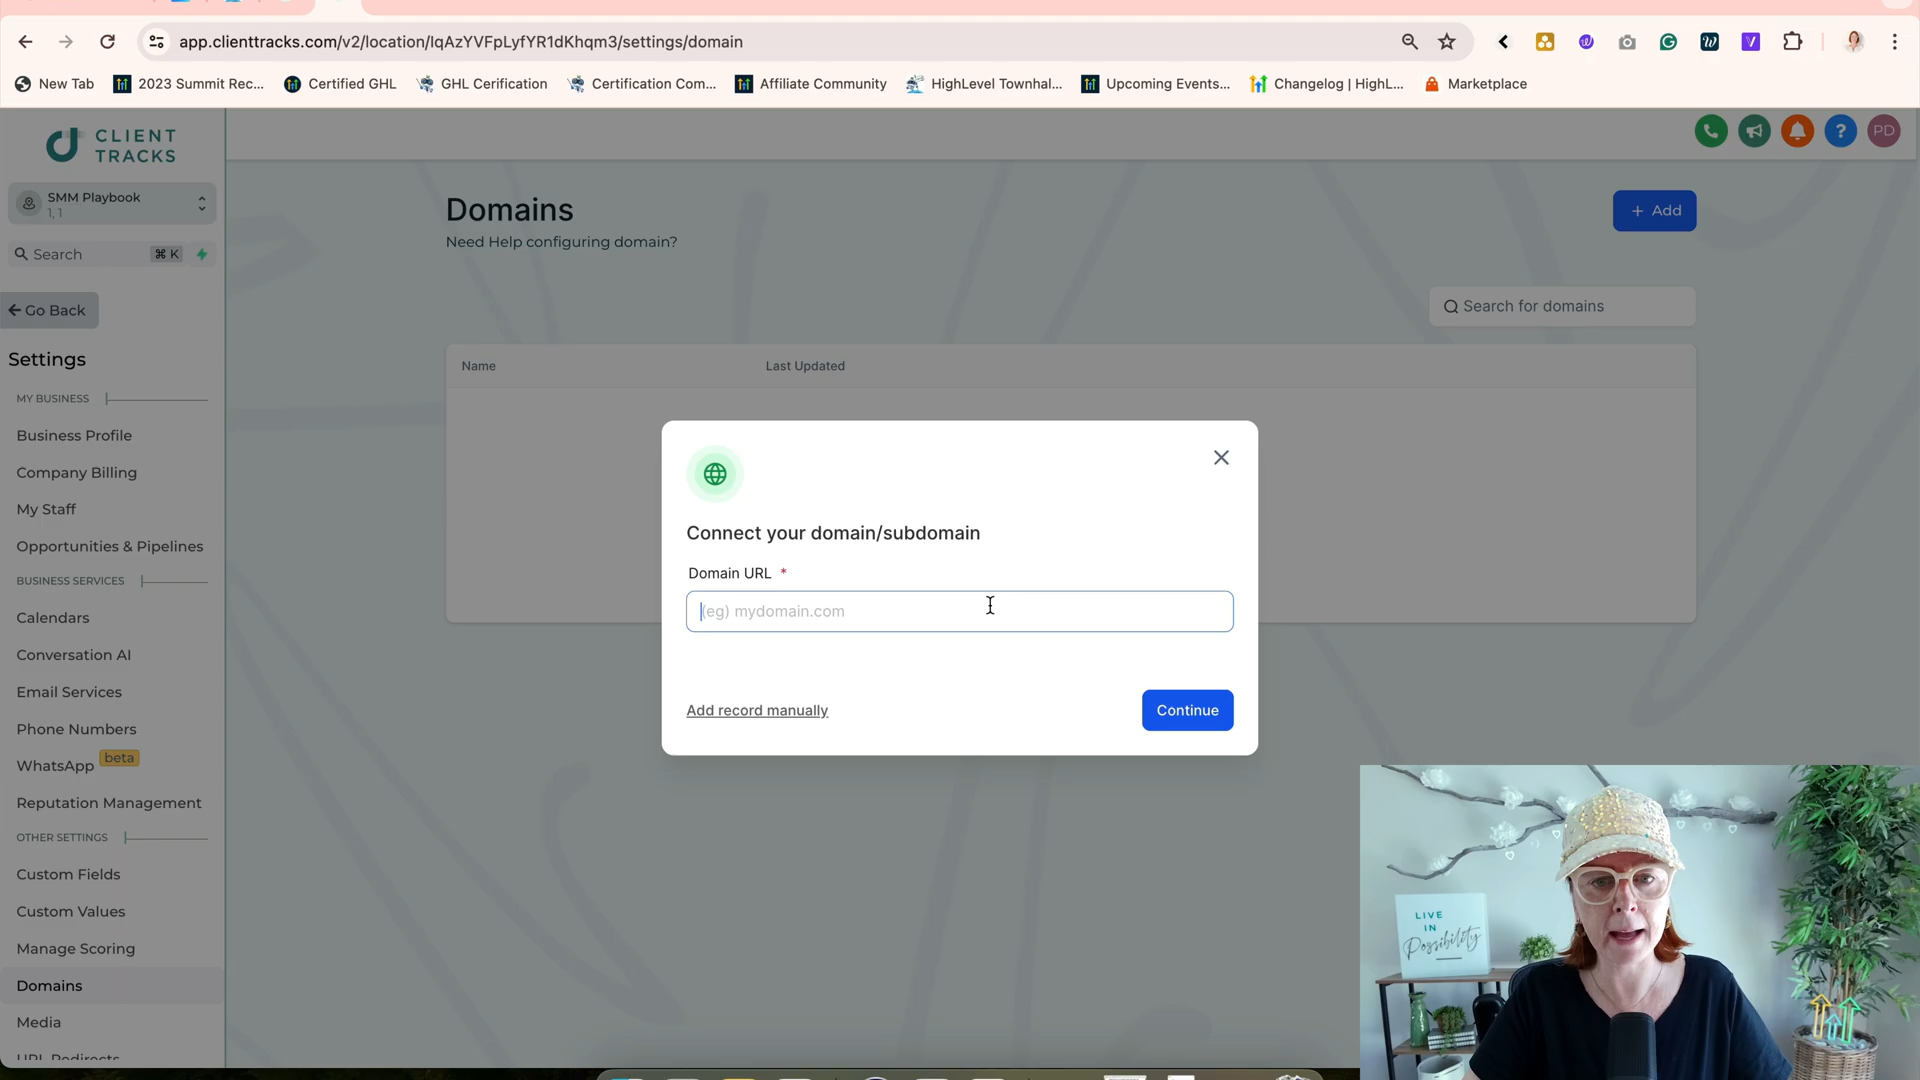 app.clienttracks.com/v2/location/lqAzYVFpLyfYR1dKhqm3/settings/domain
New Tab
2023 Summit Rec...
Certified GHL
GHL Cerification
Certification Com...
Affiliate Community
HighLevel Townhal...
Upcoming Events...
Changelog | HighL...
Marketplace
CLIENT
TRACKS
PD
SMM Playbook
1, 1
Search
⌘ K
Go Back
Settings
MY BUSINESS
Business Profile
Company Billing
My Staff
Opportunities & Pipelines
BUSINESS SERVICES
Calendars
Conversation AI
Email Services
Phone Numbers
WhatsApp beta
Reputation Management
OTHER SETTINGS
Custom Fields
Custom Values
Manage Scoring
Domains
Media
URL Redirects
Domains
Need Help configuring domain?
+ Add
Search for domains
Name
Last Updated
Connect your domain/subdomain
Domain URL *
(eg) mydomain.com
Add record manually
Continue
LIVE
IN
Possibility